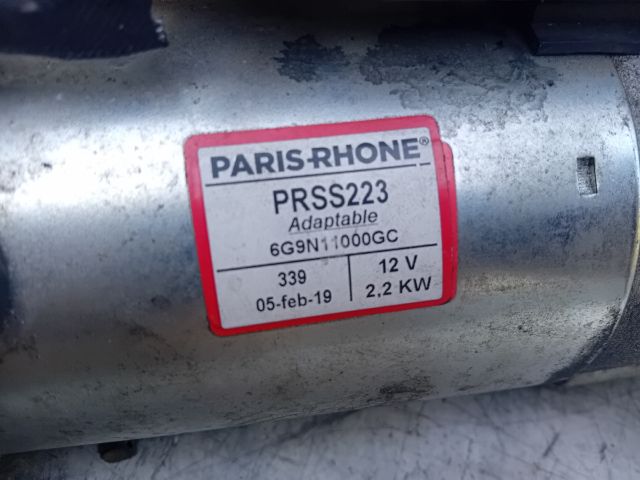 PARIS-RHONE®
PRSS223
Adaptable
6G9N11000GC
339
12 V
05-feb-19
2,2 KW